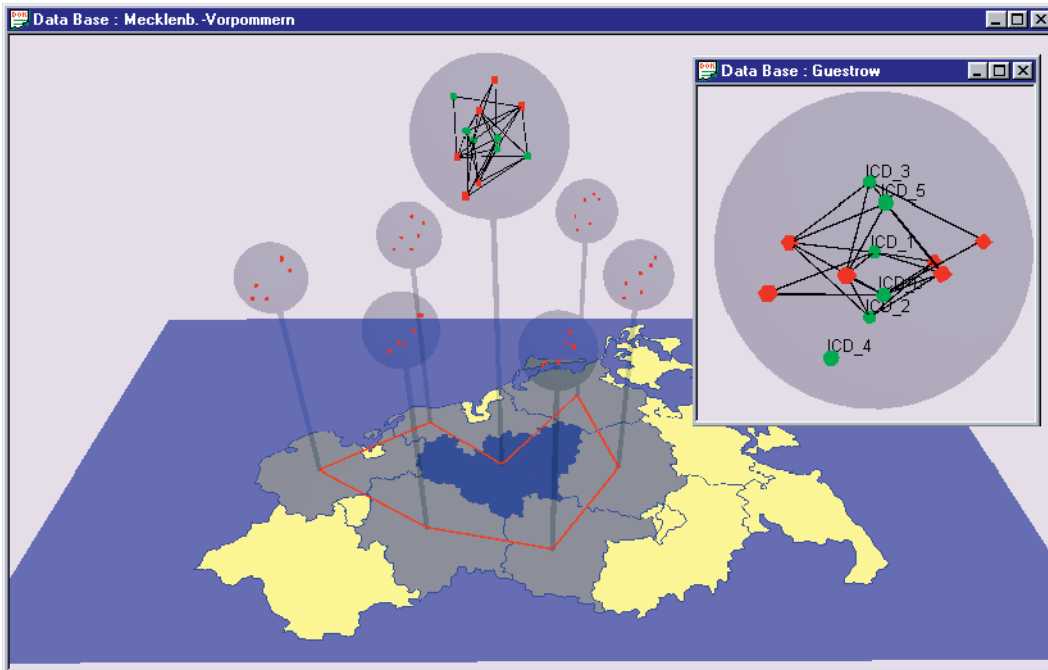 Data Base : Mecklenb.-Vorpommern
Data Base : Guestrow
ICD_3
ICD_5
ICD_1
ICD_2
ICD_4